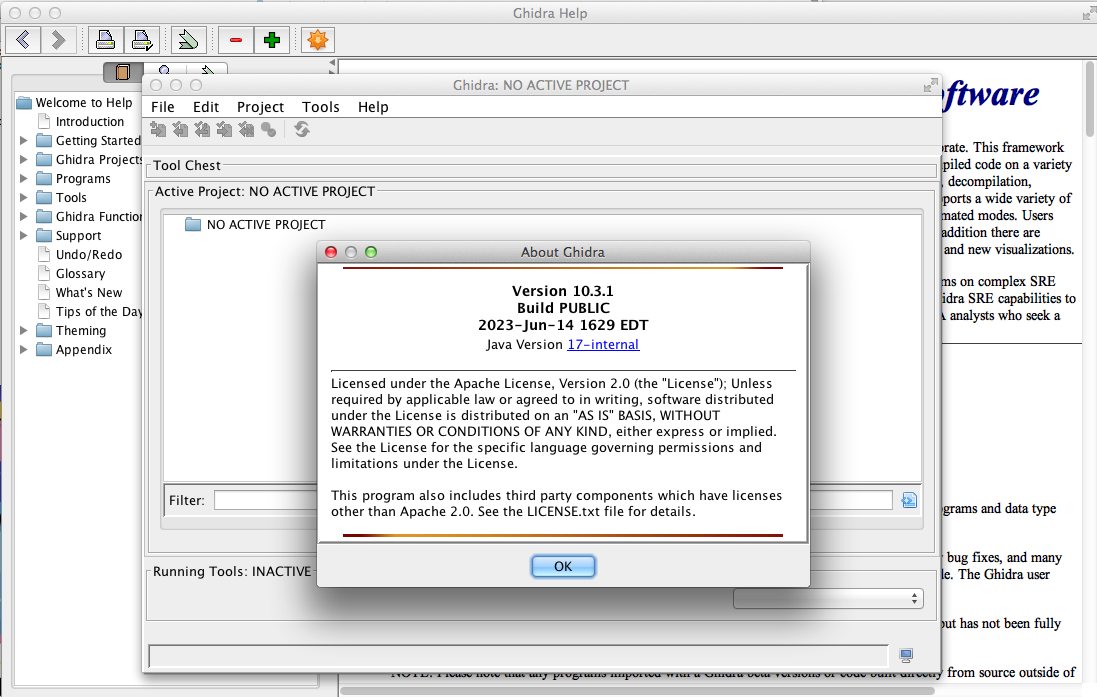 Ghidra Help
Welcome to Help
Introduction
Getting Started
Ghidra Projects
Programs
Tools
Ghidra Function
Support
Undo/Redo
Glossary
What's New
Tips of the Day
Theming
Appendix
Ghidra: NO ACTIVE PROJECT
File Edit Project Tools Help
Tool Chest
Active Project: NO ACTIVE PROJECT
NO ACTIVE PROJECT
Filter:
Running Tools: INACTIVE
About Ghidra
Version 10.3.1
Build PUBLIC
2023-Jun-14 1629 EDT
Java Version 17-internal
Licensed under the Apache License, Version 2.0 (the "License"); Unless
required by applicable law or agreed to in writing, software distributed
under the License is distributed on an "AS IS" BASIS, WITHOUT
WARRANTIES OR CONDITIONS OF ANY KIND, either express or implied.
See the License for the specific language governing permissions and
limitations under the License.
This program also includes third party components which have licenses
other than Apache 2.0. See the LICENSE.txt file for details.
OK
oftware
orate. This framework
piled code on a variety
, decompilation,
ports a wide variety of
mated modes. Users
addition there are
and new visualizations.
ms on complex SRE
idra SRE capabilities to
A analysts who seek a
ograms and data type
bug fixes, and many
le. The Ghidra user
but has not been fully
NOTE: Please note that any programs imported with a Ghidra beta versions or code built directly from source outside of